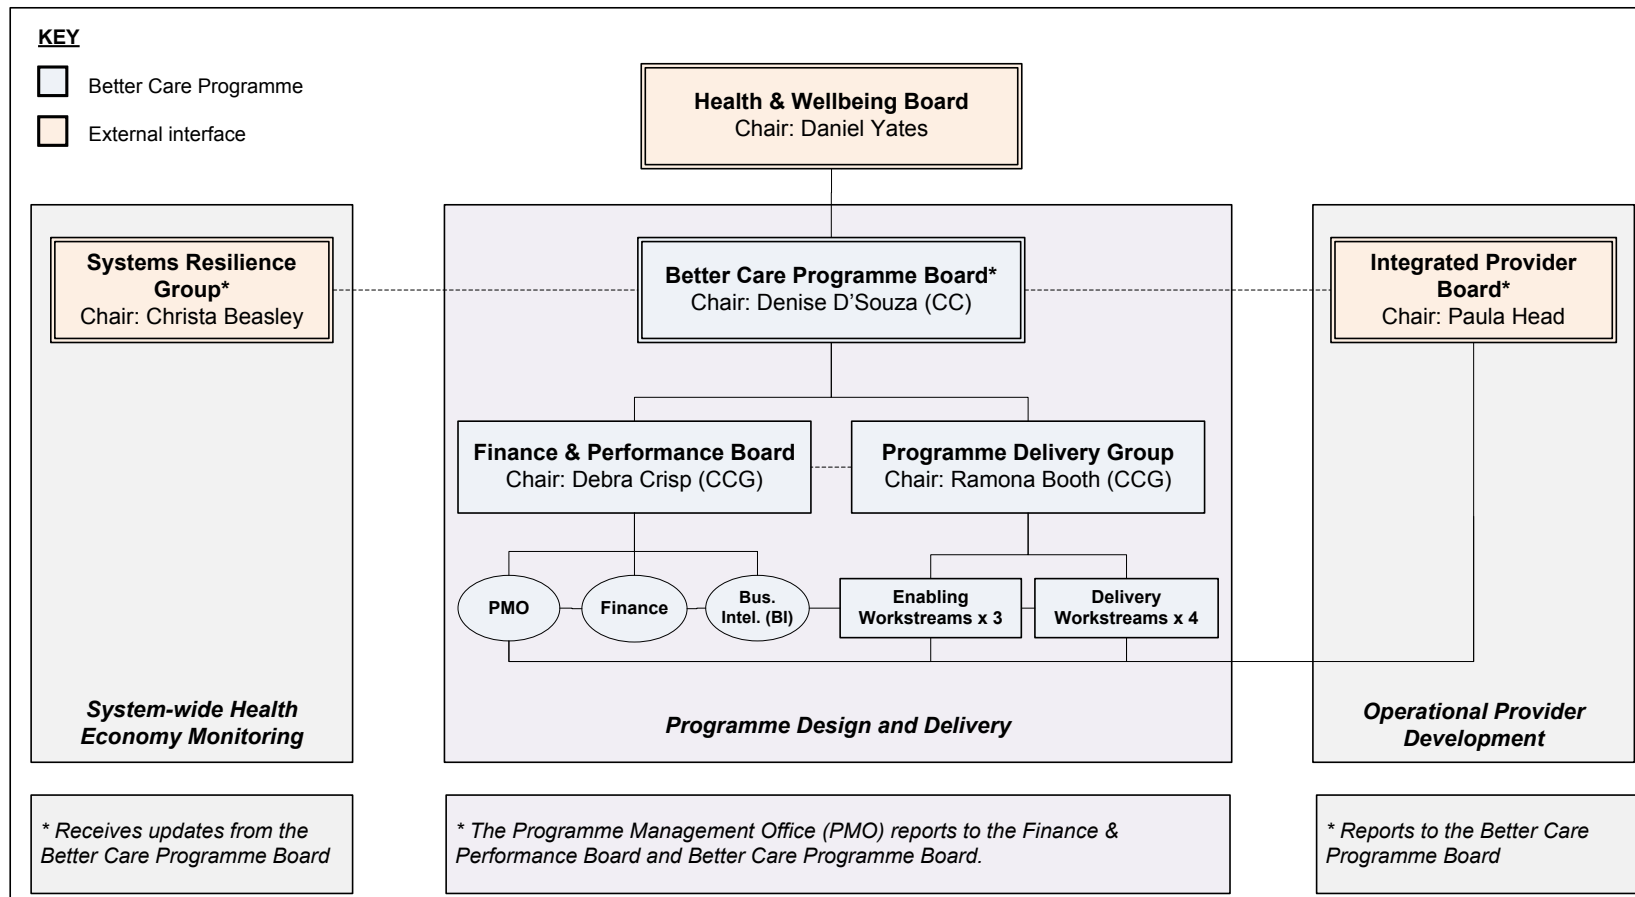 KEY
Better Care Programme
External interface
Health & Wellbeing Board
Chair: Daniel Yates
Systems Resilience
Group*
Chair: Christa Beasley
Better Care Programme Board*
Chair: Denise D’Souza (CC)
Integrated Provider
Board*
Chair: Paula Head
Finance & Performance Board
Chair: Debra Crisp (CCG)
Programme Delivery Group
Chair: Ramona Booth (CCG)
PMO
Finance
Bus.
Intel. (BI)
Enabling
Workstreams x 3
Delivery
Workstreams x 4
System-wide Health
Economy Monitoring
Programme Design and Delivery
Operational Provider
Development
* Receives updates from the
Better Care Programme Board
* The Programme Management Office (PMO) reports to the Finance &
Performance Board and Better Care Programme Board.
* Reports to the Better Care
Programme Board